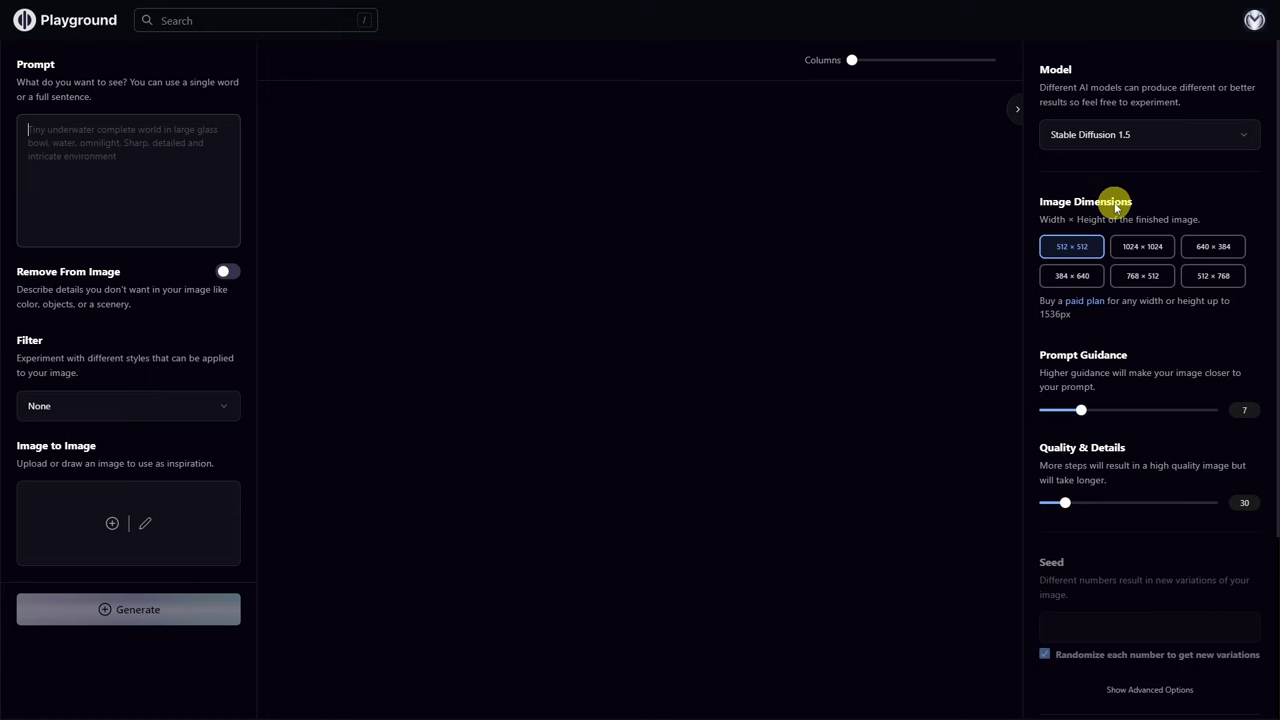 Playground
Search
/
Prompt
What do you want to see? You can use a single word
or a full sentence.
Tiny underwater complete world in large glass
bowl, water, omnilight, Sharp, detailed and
intricate environment
Remove From Image
Describe details you don't want in your image like
color, objects, or a scenery.
Filter
Experiment with different styles that can be applied
to your image.
None
Image to Image
Upload or draw an image to use as inspiration.
Generate
Columns
Model
Different AI models can produce different or better
results so feel free to experiment.
Stable Diffusion 1.5
Image Dimensions
Width × Height of the finished image.
512 × 512
1024 × 1024
640 × 384
384 × 640
768 × 512
512 × 768
Buy a paid plan for any width or height up to
1536px
Prompt Guidance
Higher guidance will make your image closer to
your prompt.
7
Quality & Details
More steps will result in a high quality image but
will take longer.
30
Seed
Different numbers result in new variations of your
image.
Randomize each number to get new variations
Show Advanced Options